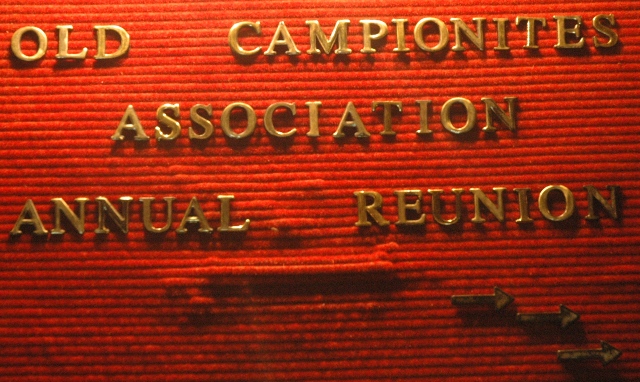 OLD CAMPIONITES
ASSOCIATION
ANNUAL REUNION